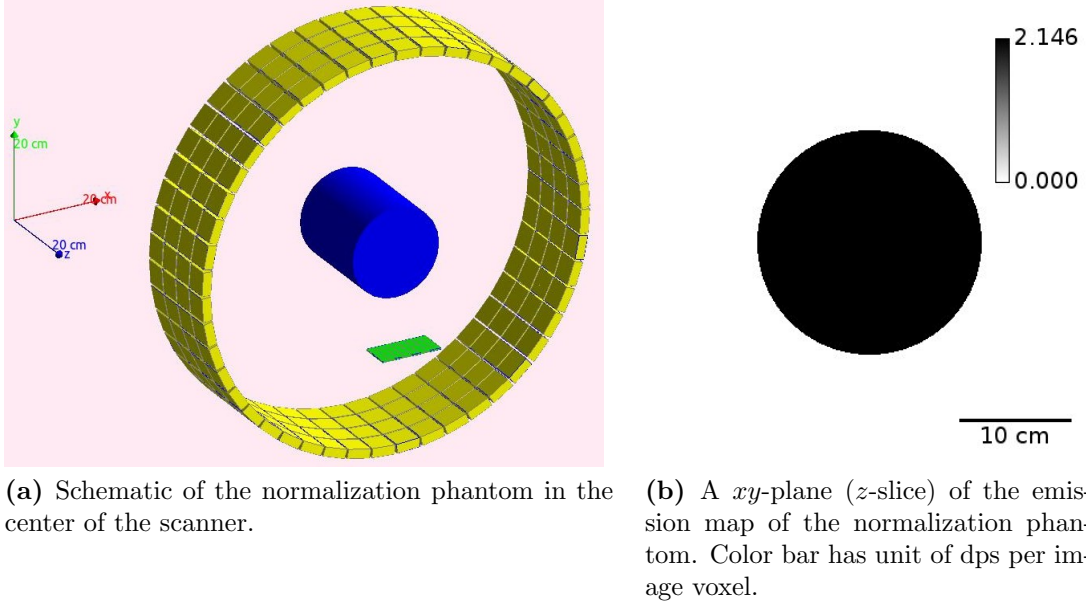 y
20 cm
20 cm
x
20 cm
z
2.146
0.000
10 cm
(a) Schematic of the normalization phantom in the
center of the scanner.
(b) A xy-plane (z-slice) of the emis-
sion map of the normalization phan-
tom. Color bar has unit of dps per im-
age voxel.